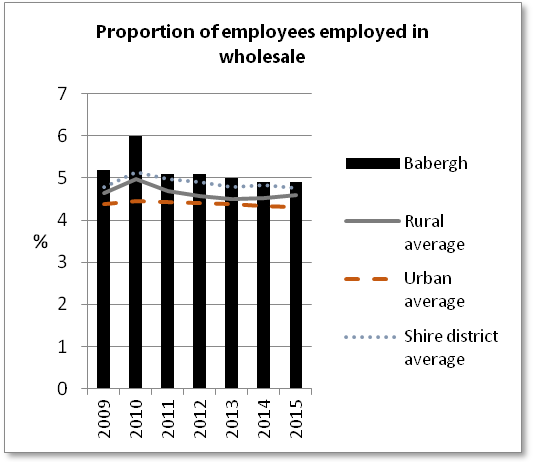 Proportion of employees employed in
wholesale
7
6
5
4
3
2
1
0
%
2009
2010
2011
2012
2013
2014
2015
Babergh
Rural
average
Urban
average
Shire district
average